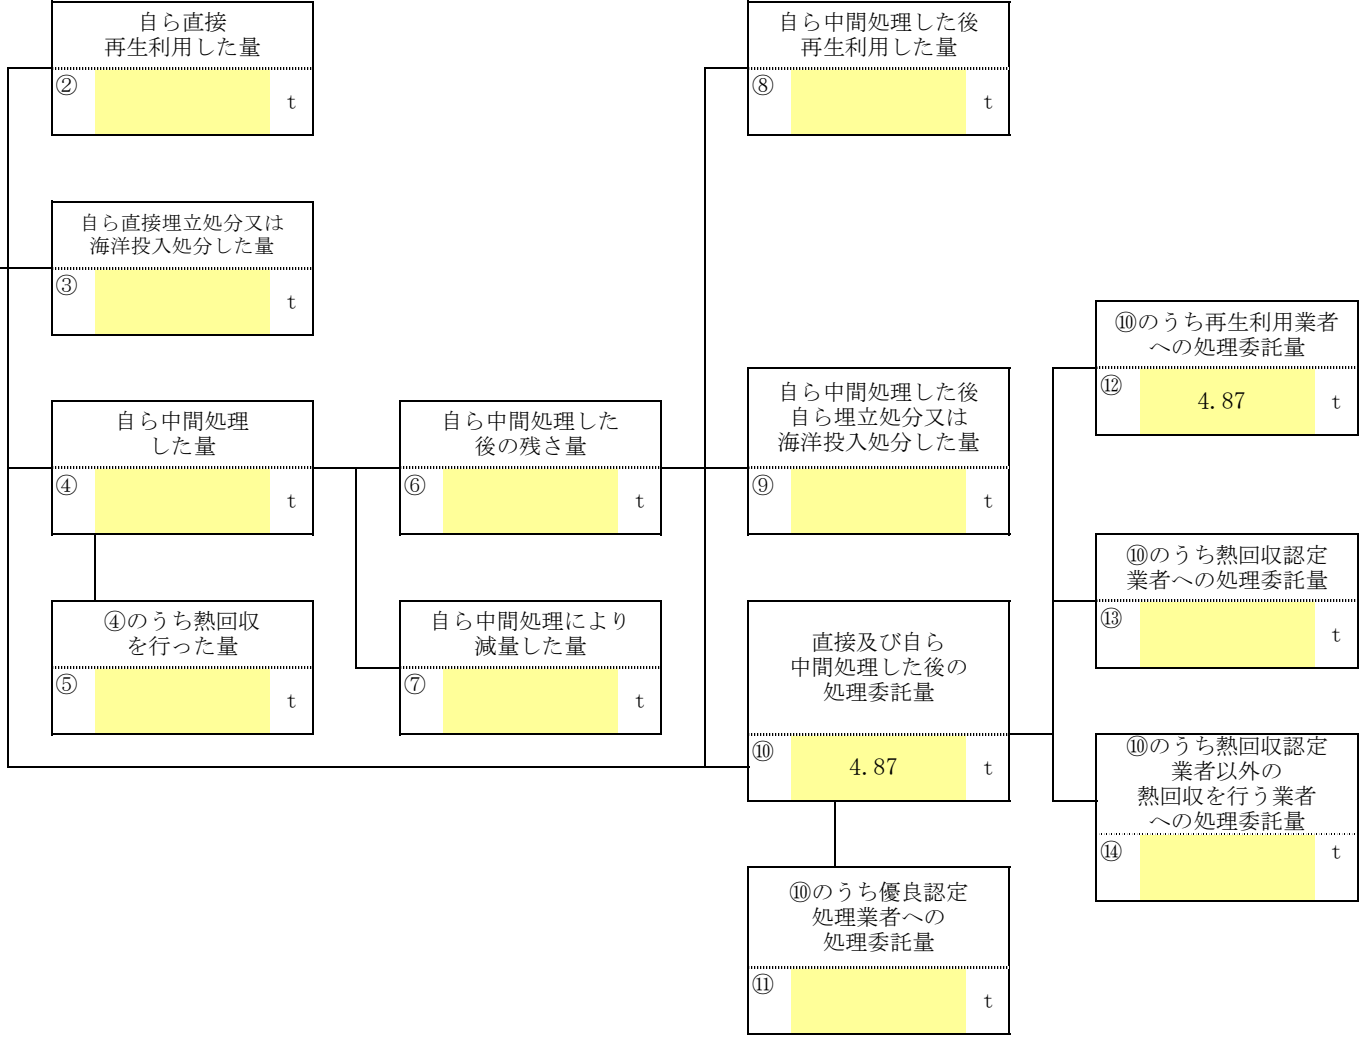 自ら直接
再生利用した量
②
t
自ら直接埋立処分又は
海洋投入処分した量
③
t
自ら中間処理
した量
④
t
④のうち熱回収
を行った量
⑤
t
自ら中間処理した
後の残さ量
⑥
t
自ら中間処理により
減量した量
⑦
t
自ら中間処理した後
再生利用した量
⑧
t
自ら中間処理した後
自ら埋立処分又は
海洋投入処分した量
⑨
t
直接及び自ら
中間処理した後の
処理委託量
⑩
4.87
t
⑩のうち優良認定
処理業者への
処理委託量
⑪
t
⑩のうち再生利用業者
への処理委託量
⑫
4.87
t
⑩のうち熱回収認定
業者への処理委託量
⑬
t
⑩のうち熱回収認定
業者以外の
熱回収を行う業者
への処理委託量
⑭
t